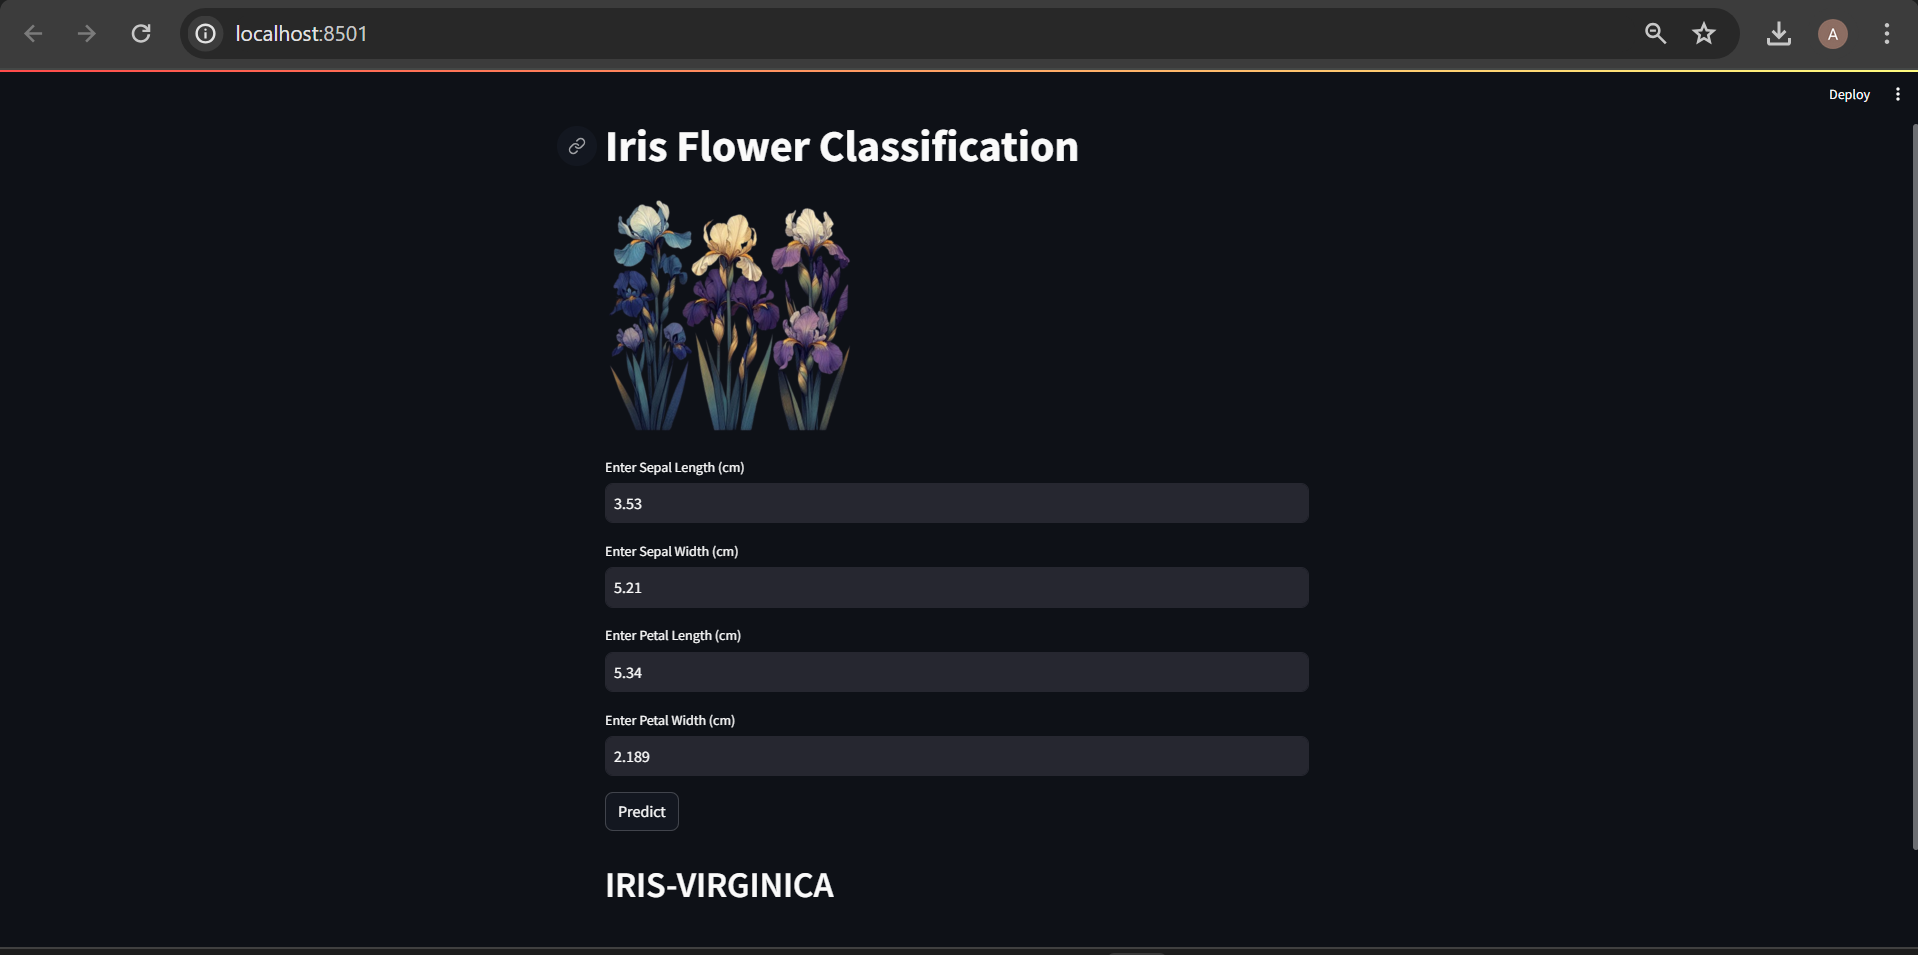 localhost:8501
A
Deploy
Iris Flower Classification
Enter Sepal Length (cm)
3.53
Enter Sepal Width (cm)
5.21
Enter Petal Length (cm)
5.34
Enter Petal Width (cm)
2.189
Predict
IRIS-VIRGINICA